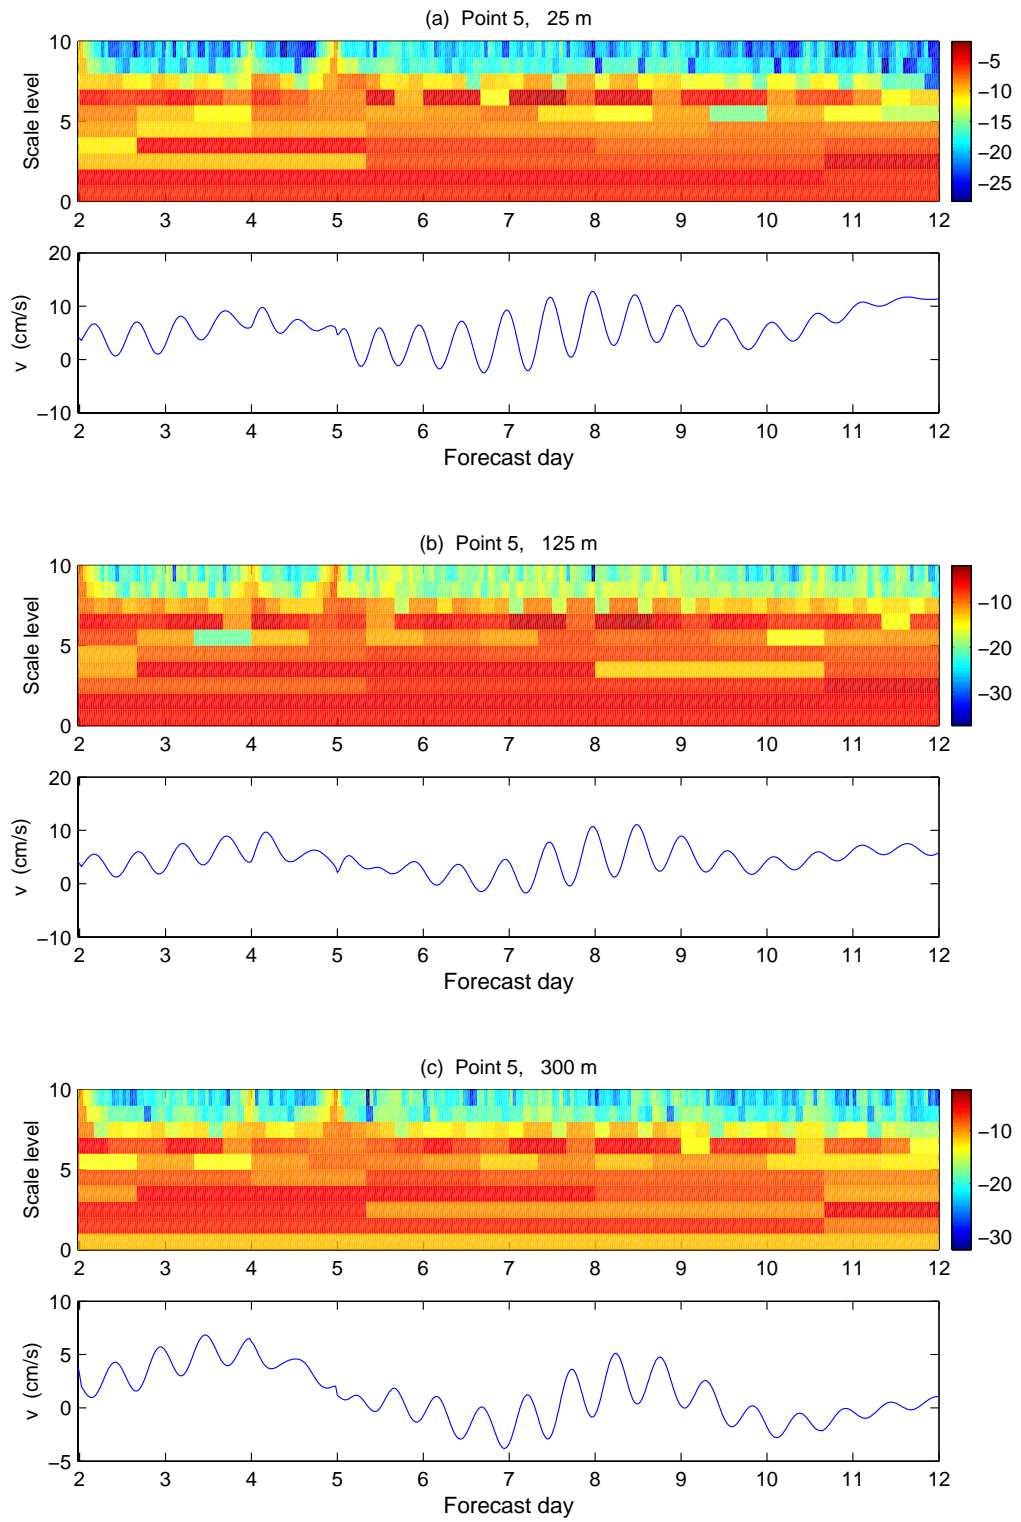 (a) Point 5, 25 m
10
5
0
Scale level
2 3 4 5 6 7 8 9 10 11 12
−5
−10
−15
−20
−25
20
10
0
−10
v (cm/s)
2 3 4 5 6 7 8 9 10 11 12
Forecast day
(b) Point 5, 125 m
10
5
0
Scale level
2 3 4 5 6 7 8 9 10 11 12
−10
−20
−30
20
10
0
−10
v (cm/s)
2 3 4 5 6 7 8 9 10 11 12
Forecast day
(c) Point 5, 300 m
10
5
0
Scale level
2 3 4 5 6 7 8 9 10 11 12
−10
−20
−30
10
5
0
−5
v (cm/s)
2 3 4 5 6 7 8 9 10 11 12
Forecast day